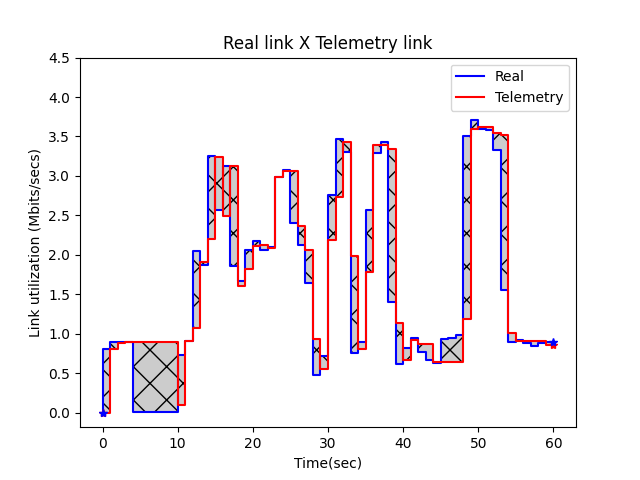 Real link X Telemetry link
Real
Telemetry
Link utilization (Mbits/secs)
4.5
4.0
3.5
3.0
2.5
2.0
1.5
1.0
0.5
0.0
0 10 20 30 40 50 60
Time(sec)